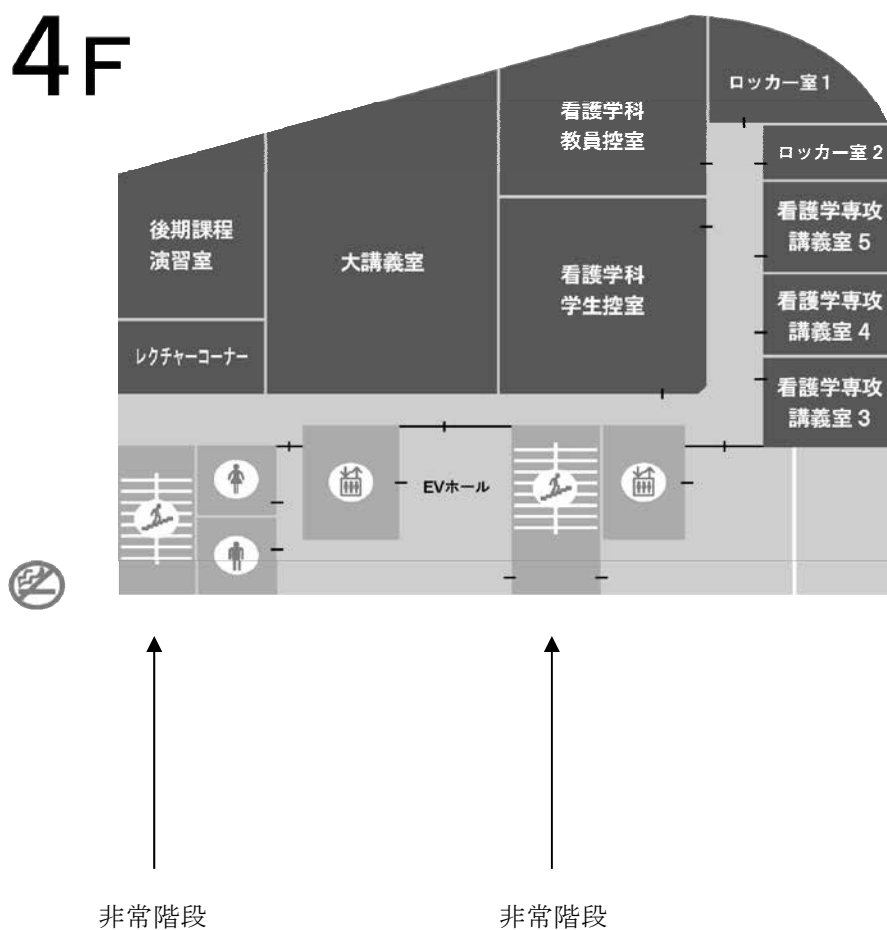 4F
ロッカー室1
看護学科
教員控室
ロッカー室2
後期課程
演習室
大講義室
看護学科
学生控室
看護学専攻
講義室5
看護学専攻
講義室4
レクチャーコーナー
看護学専攻
講義室3
EVホール
非常階段
非常階段